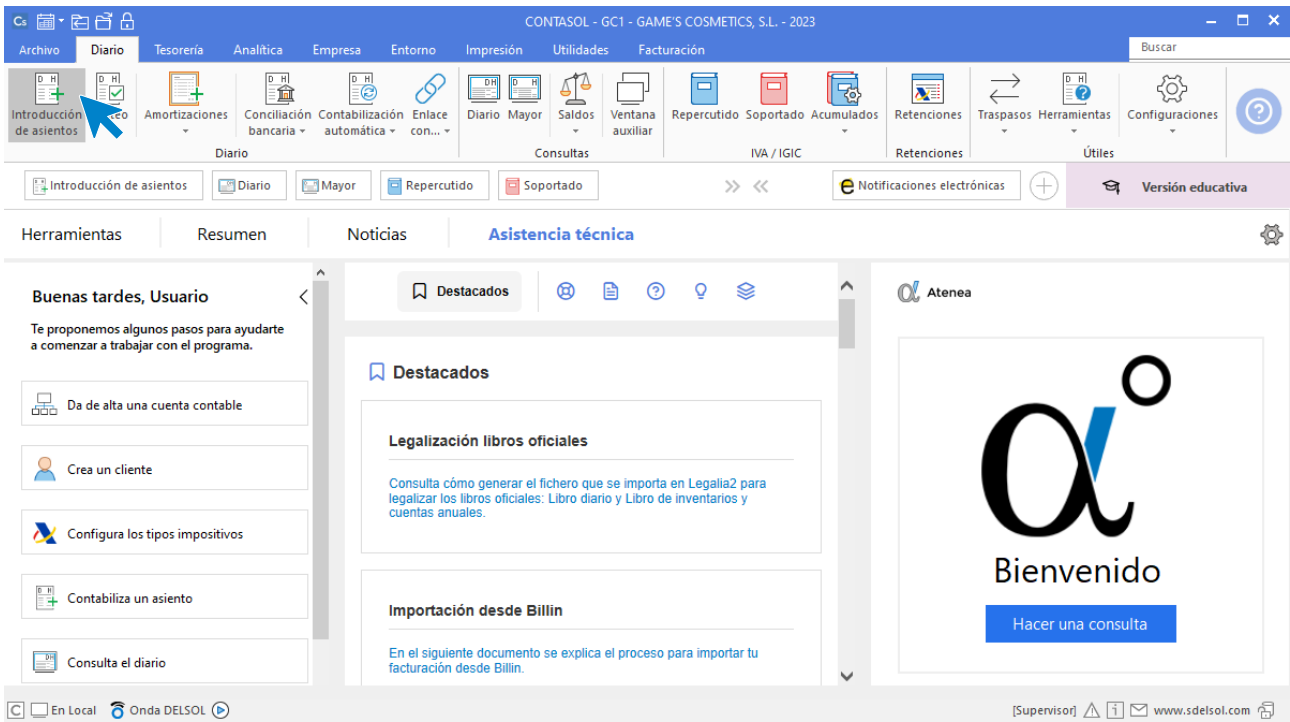 Cs
CONTASOL - GC1 - GAME'S COSMETICS, S.L. - 2023
Archivo Diario Tesorería Analítica Empresa Entorno Impresión Utilidades Facturación Buscar
Introducción de asientos
Amortizaciones
Conciliación bancaria
Contabilización automática
Enlace con...
Diario
Mayor
Saldos
Ventana auxiliar
Repercutido
Soportado
Acumulados
Retenciones
Traspasos
Herramientas
Configuraciones
Diario Consultas IVA / IGIC Retenciones Útiles
Introducción de asientos Diario Mayor Repercutido Soportado Notificaciones electrónicas Versión educativa
Herramientas Resumen Noticias Asistencia técnica
Buenas tardes, Usuario
Te proponemos algunos pasos para ayudarte
a comenzar a trabajar con el programa.
Da de alta una cuenta contable
Crea un cliente
Configura los tipos impositivos
Contabiliza un asiento
Consulta el diario
Destacados
Destacados
Legalización libros oficiales
Consulta cómo generar el fichero que se importa en Legalia2 para
legalizar los libros oficiales: Libro diario y Libro de inventarios y
cuentas anuales.
Importación desde Billin
En el siguiente documento se explica el proceso para importar tu
facturación desde Billin.
Atenea
Bienvenido
Hacer una consulta
C En Local Onda DELSOL [Supervisor] www.sdelsol.com